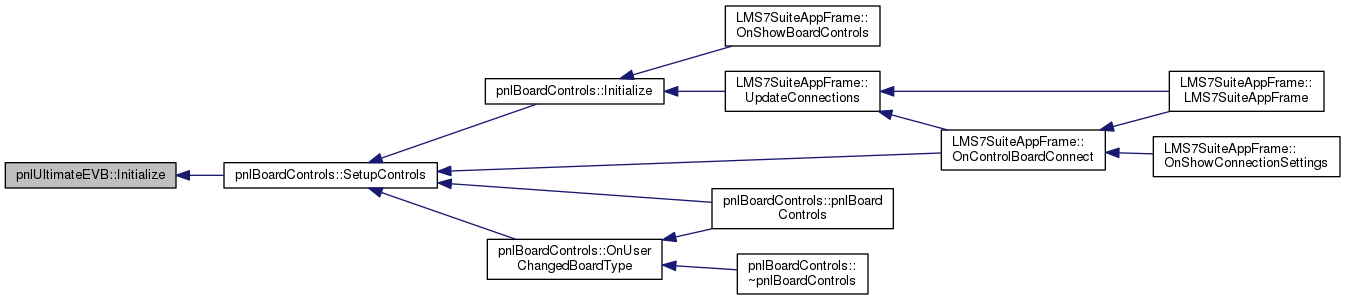 LMS7SuiteAppFrame::
OnShowBoardControls
pnlBoardControls::Initialize
LMS7SuiteAppFrame::
UpdateConnections
LMS7SuiteAppFrame::
LMS7SuiteAppFrame
LMS7SuiteAppFrame::
OnControlBoardConnect
LMS7SuiteAppFrame::
OnShowConnectionSettings
pnlUltimateEVB::Initialize
pnlBoardControls::SetupControls
pnlBoardControls::pnlBoard
Controls
pnlBoardControls::OnUser
ChangedBoardType
pnlBoardControls::
~pnlBoardControls